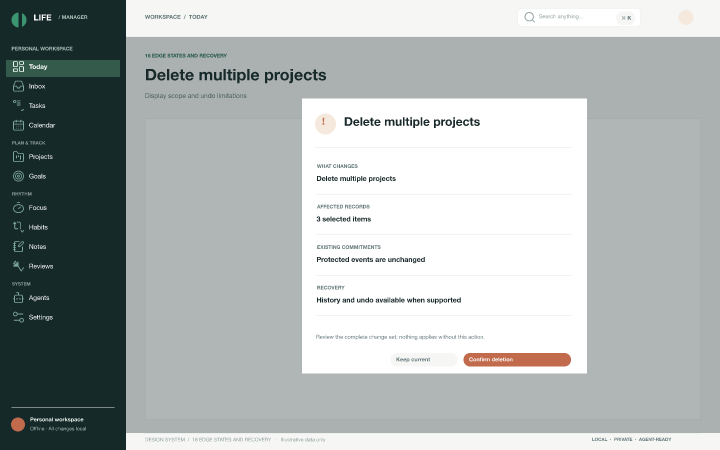 LIFE / MANAGER
PERSONAL WORKSPACE
Today
Inbox
Tasks
Calendar
PLAN & TRACK
Projects
Goals
RHYTHM
Focus
Habits
Notes
Reviews
SYSTEM
Agents
Settings
Personal workspace
Offline · All changes local
WORKSPACE / TODAY
Search anything...
⌘ K
16 EDGE STATES AND RECOVERY
Delete multiple projects
Display scope and undo limitations
!
Delete multiple projects
WHAT CHANGES
Delete multiple projects
AFFECTED RECORDS
3 selected items
EXISTING COMMITMENTS
Protected events are unchanged
RECOVERY
History and undo available when supported
Review the complete change set; nothing applies without this action.
Keep current
Confirm deletion
DESIGN SYSTEM / 16 EDGE STATES AND RECOVERY · Illustrative data only
LOCAL · PRIVATE · AGENT-READY